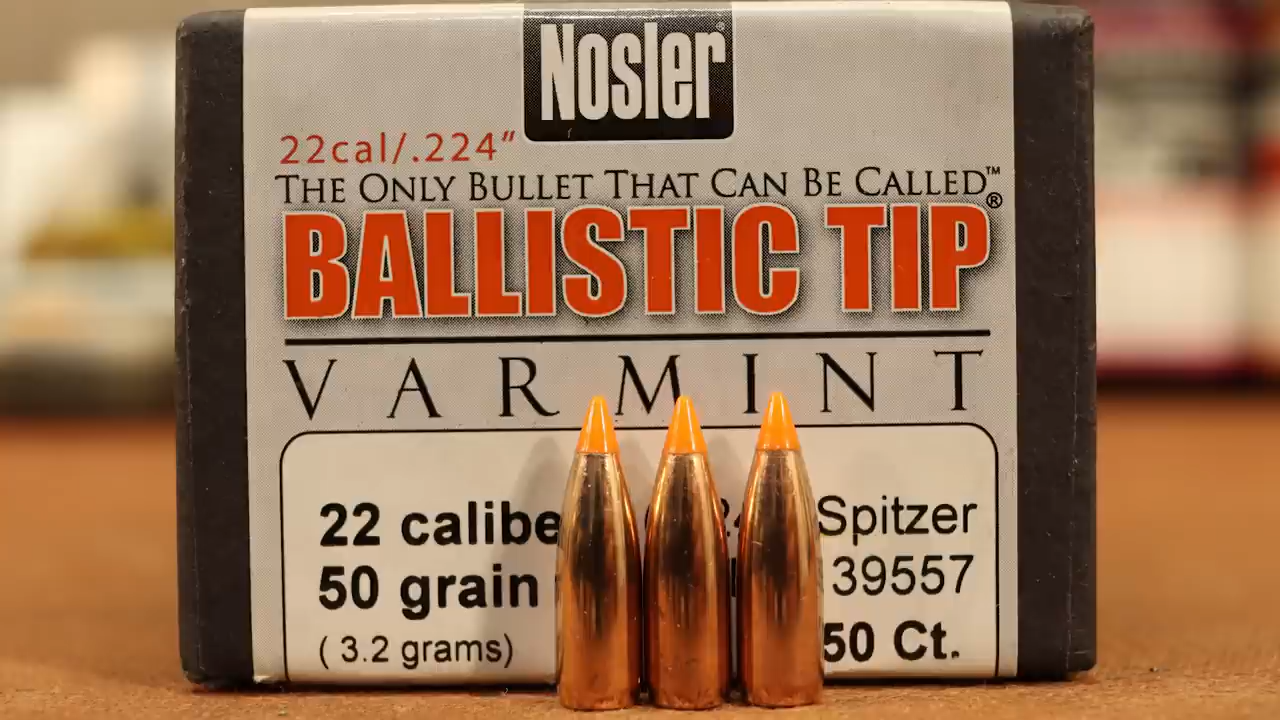 Nosler®
22cal/.224"
THE ONLY BULLET THAT CAN BE CALLED™
BALLISTIC TIP®
VARMINT
22 calibe Spitzer
50 grain 39557
( 3.2 grams) 50 Ct.